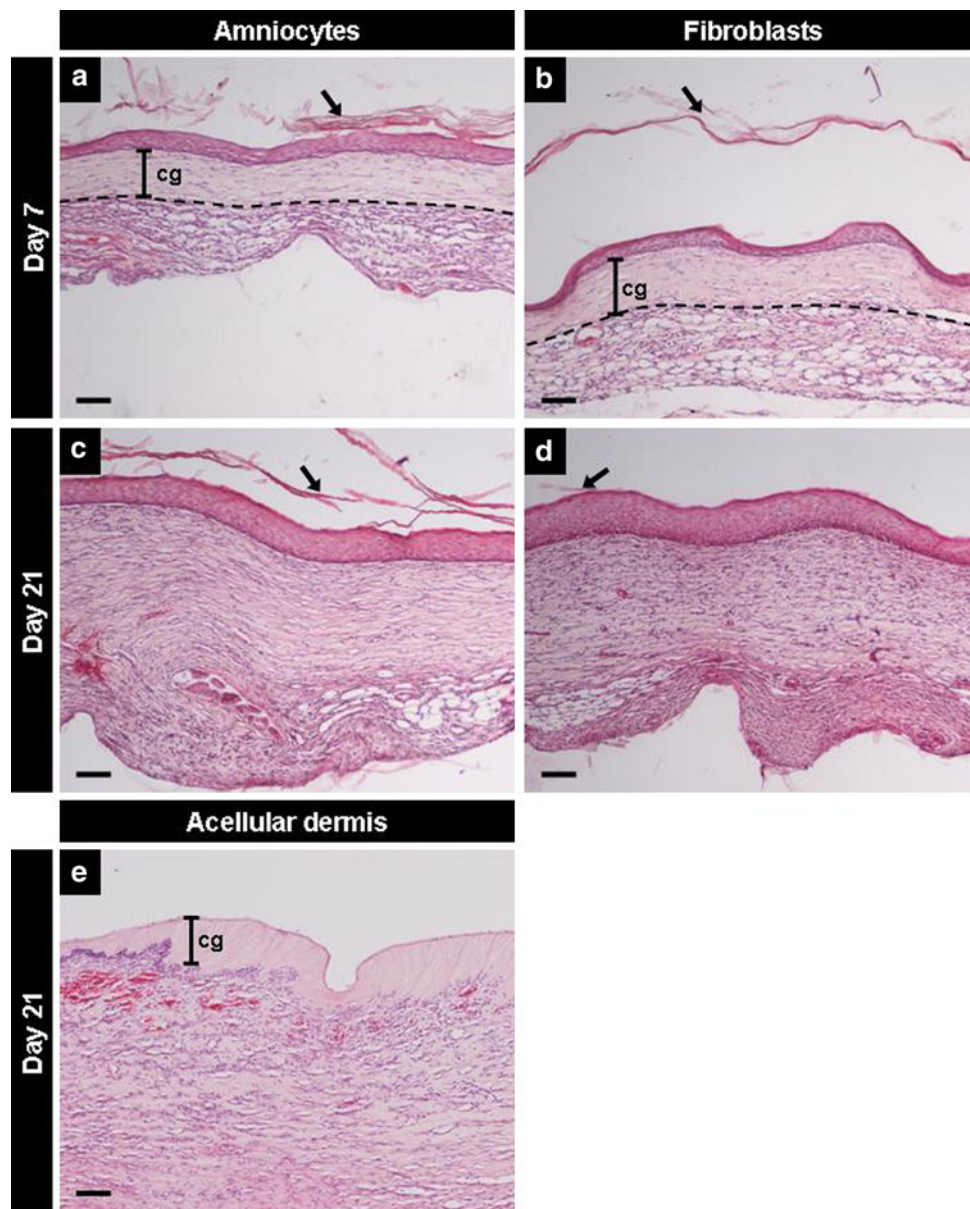 Amniocytes
Fibroblasts
Day 7
a
cg
b
cg
Day 21
c
d
Acellular dermis
Day 21
e
cg